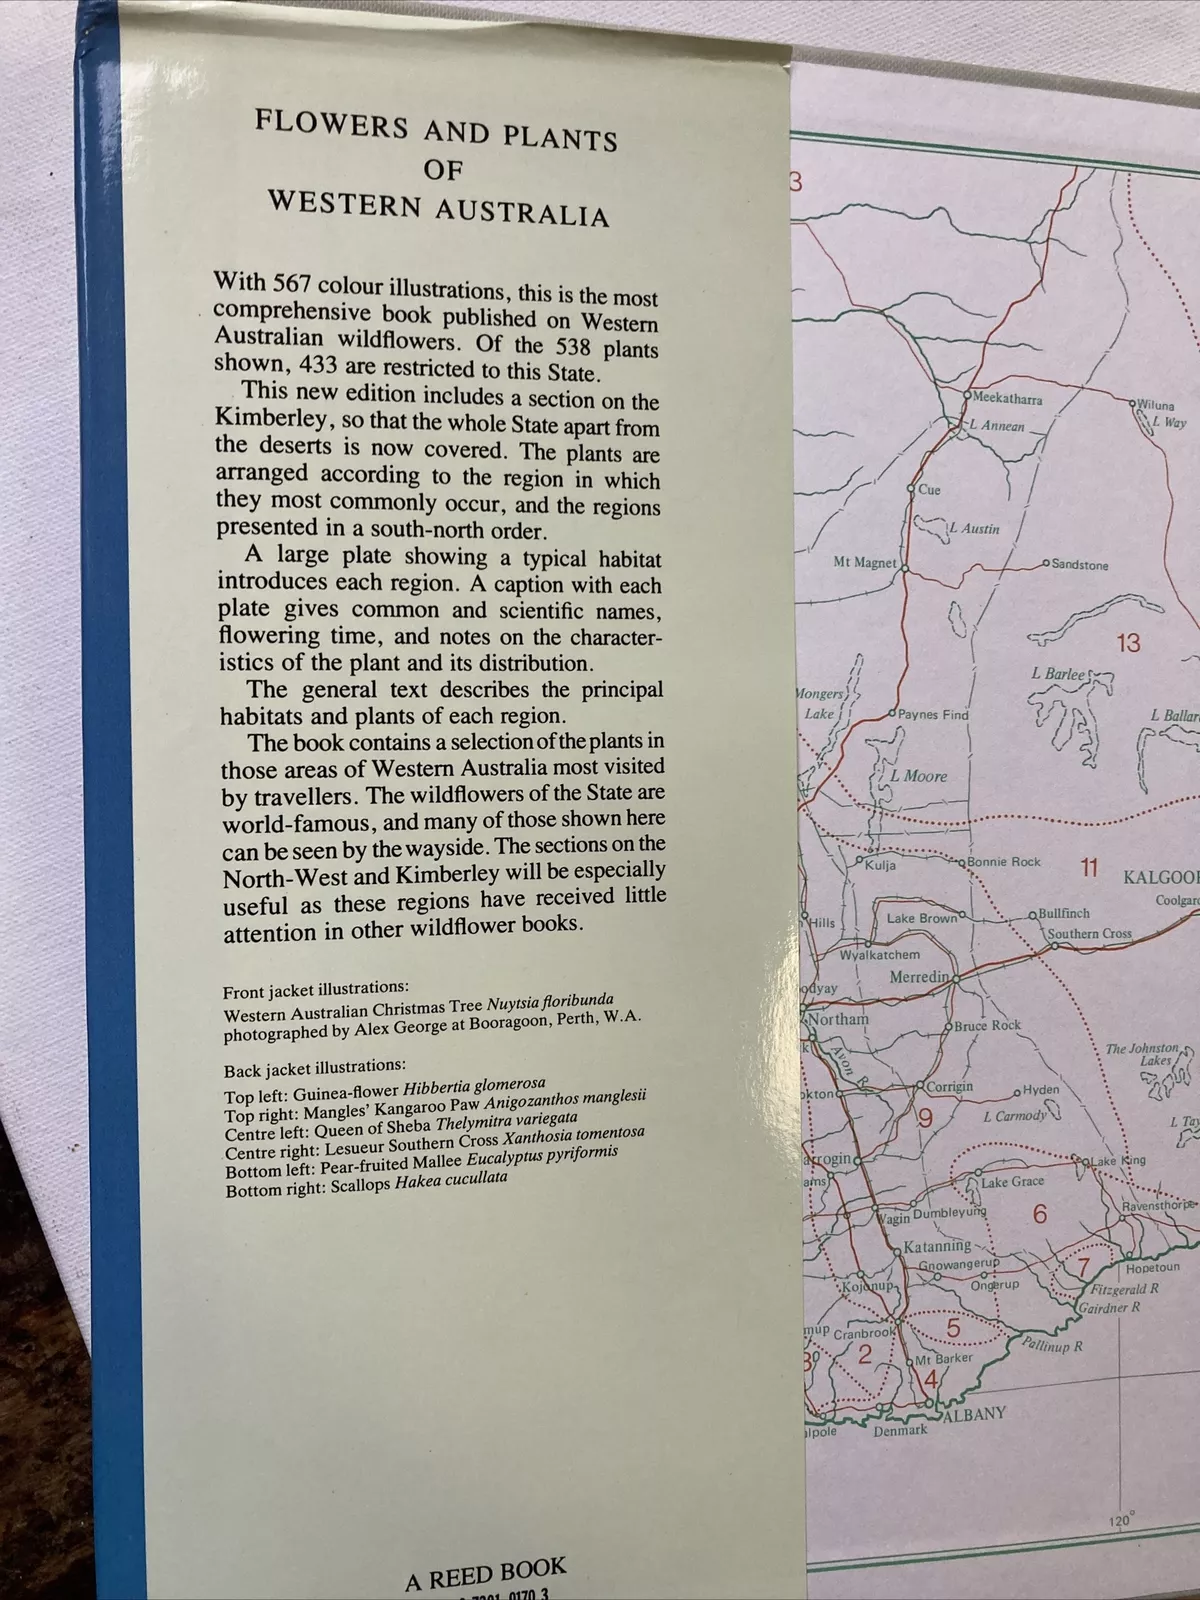 FLOWERS AND PLANTS
OF
WESTERN AUSTRALIA
With 567 colour illustrations, this is the most
comprehensive book published on Western
Australian wildflowers. Of the 538 plants
shown, 433 are restricted to this State.
This new edition includes a section on the
Kimberley, so that the whole State apart from
the deserts is now covered. The plants are
arranged according to the region in which
they most commonly occur, and the regions
presented in a south-north order.
A large plate showing a typical habitat
introduces each region. A caption with each
plate gives common and scientific names,
flowering time, and notes on the character-
istics of the plant and its distribution.
The general text describes the principal
habitats and plants of each region.
The book contains a selection of the plants in
those areas of Western Australia most visited
by travellers. The wildflowers of the State are
world-famous, and many of those shown here
can be seen by the wayside. The sections on the
North-West and Kimberley will be especially
useful as these regions have received little
attention in other wildflower books.
Front jacket illustrations:
Western Australian Christmas Tree Nuytsia floribunda
photographed by Alex George at Booragoon, Perth, W.A.
Back jacket illustrations:
Top left: Guinea-flower Hibbertia glomerosa
Top right: Mangles' Kangaroo Paw Anigozanthos manglesii
Centre left: Queen of Sheba Thelymitra variegata
Centre right: Lesueur Southern Cross Xanthosia tomentosa
Bottom left: Pear-fruited Mallee Eucalyptus pyriformis
Bottom right: Scallops Hakea cucullata
A REED BOOK
0170 3
3
Meekatharra
Wiluna
L Way
L Annean
Cue
L Austin
Mt Magnet
Sandstone
13
L Barlee
Mongers
Lake
Paynes Find
L Ballar
L Moore
Kulja
Bonnie Rock
11
KALGOOR
Coolgar
Hills
Lake Brown
Bullfinch
Southern Cross
Wyalkatchem
Merredin
odyay
Northam
Bruce Rock
The Johnston
Lakes
k
Avon R
okton
Corrigin
Hyden
L Carmody
9
L Tay
arrogin
Lake King
ams
Lake Grace
6
Ravensthorpe
Wagin
Dumbleyung
Katanning
Gnowangerup
7
Hopetoun
Kojonup
Ongerup
Fitzgerald R
Gairdner R
mup
Cranbrook
5
Pallinup R
2
Mt Barker
4
ALBANY
lpole
Denmark
120°